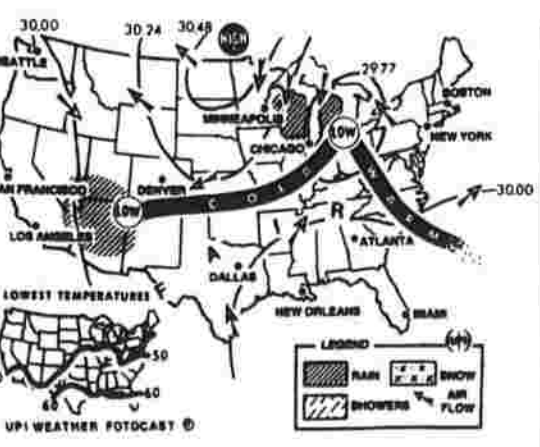 30.00
30.24
30.48
HIGH
SEATTLE
29.77
MINNEAPOLIS
BOSTON
LOW
NEW YORK
CHICAGO
SAN FRANCISCO
DENVER
30.00
LOW
COLD
WARM
LOS ANGELES
R
ATLANTA
DALLAS
NEW ORLEANS
MIAMI
LOWEST TEMPERATURES
50
60
60
LEGEND
UPI
RAIN
SNOW
SHOWERS
AIR
FLOW
UPI WEATHER FOTOCAST ®